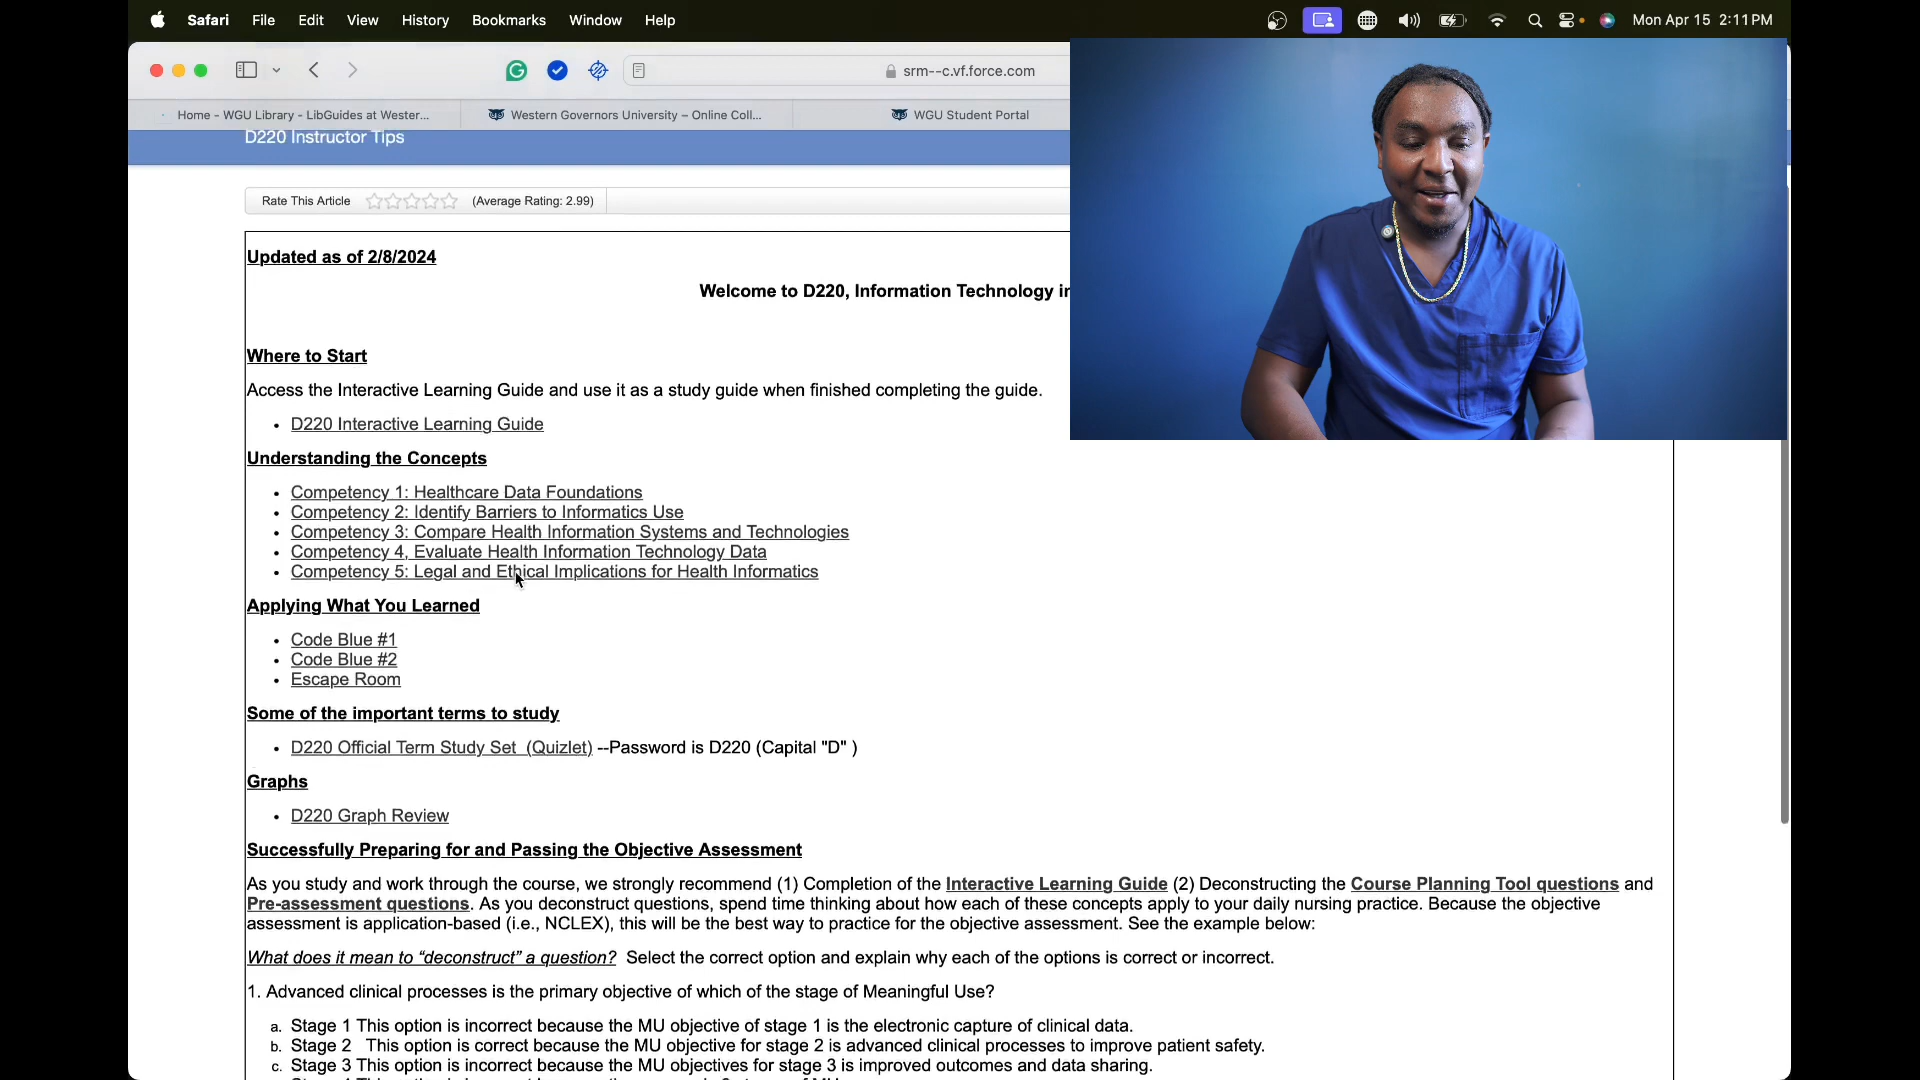 Safari File Edit View History Bookmarks Window Help Mon Apr 15 2:11 PM
srm--c.vf.force.com
Home - WGU Library - LibGuides at Wester... Western Governors University – Online Coll... WGU Student Portal
D220 Instructor Tips
Rate This Article (Average Rating: 2.99)
Updated as of 2/8/2024
Welcome to D220, Information Technology in
Where to Start
Access the Interactive Learning Guide and use it as a study guide when finished completing the guide.
• D220 Interactive Learning Guide
Understanding the Concepts
• Competency 1: Healthcare Data Foundations
• Competency 2: Identify Barriers to Informatics Use
• Competency 3: Compare Health Information Systems and Technologies
• Competency 4, Evaluate Health Information Technology Data
• Competency 5: Legal and Ethical Implications for Health Informatics
Applying What You Learned
• Code Blue #1
• Code Blue #2
• Escape Room
Some of the important terms to study
• D220 Official Term Study Set (Quizlet) --Password is D220 (Capital "D" )
Graphs
• D220 Graph Review
Successfully Preparing for and Passing the Objective Assessment
As you study and work through the course, we strongly recommend (1) Completion of the Interactive Learning Guide (2) Deconstructing the Course Planning Tool questions and
Pre-assessment questions. As you deconstruct questions, spend time thinking about how each of these concepts apply to your daily nursing practice. Because the objective
assessment is application-based (i.e., NCLEX), this will be the best way to practice for the objective assessment. See the example below:
What does it mean to “deconstruct” a question? Select the correct option and explain why each of the options is correct or incorrect.
1. Advanced clinical processes is the primary objective of which of the stage of Meaningful Use?
a. Stage 1 This option is incorrect because the MU objective of stage 1 is the electronic capture of clinical data.
b. Stage 2 This option is correct because the MU objective for stage 2 is advanced clinical processes to improve patient safety.
c. Stage 3 This option is incorrect because the MU objectives for stage 3 is improved outcomes and data sharing.